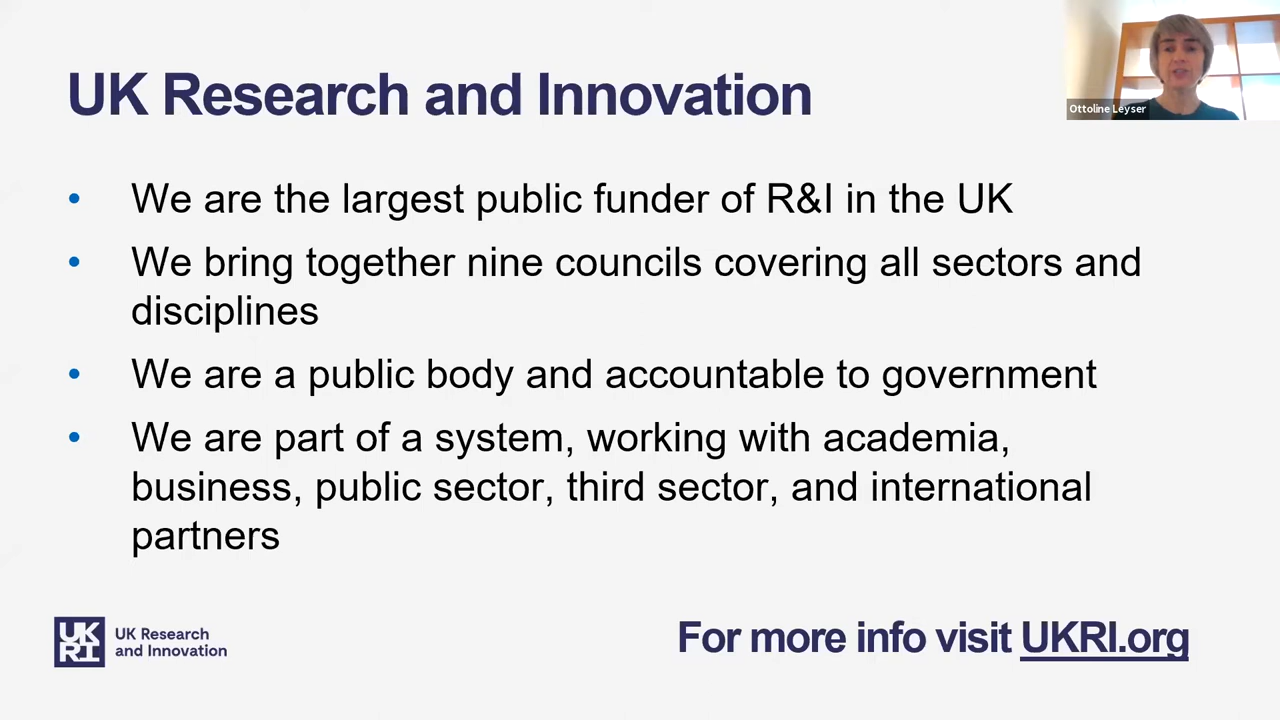 UK Research and Innovation
Ottoline Leyser
• We are the largest public funder of R&I in the UK
• We bring together nine councils covering all sectors and
disciplines
• We are a public body and accountable to government
• We are part of a system, working with academia,
business, public sector, third sector, and international
partners
UK
RI
UK Research
and Innovation
For more info visit UKRI.org